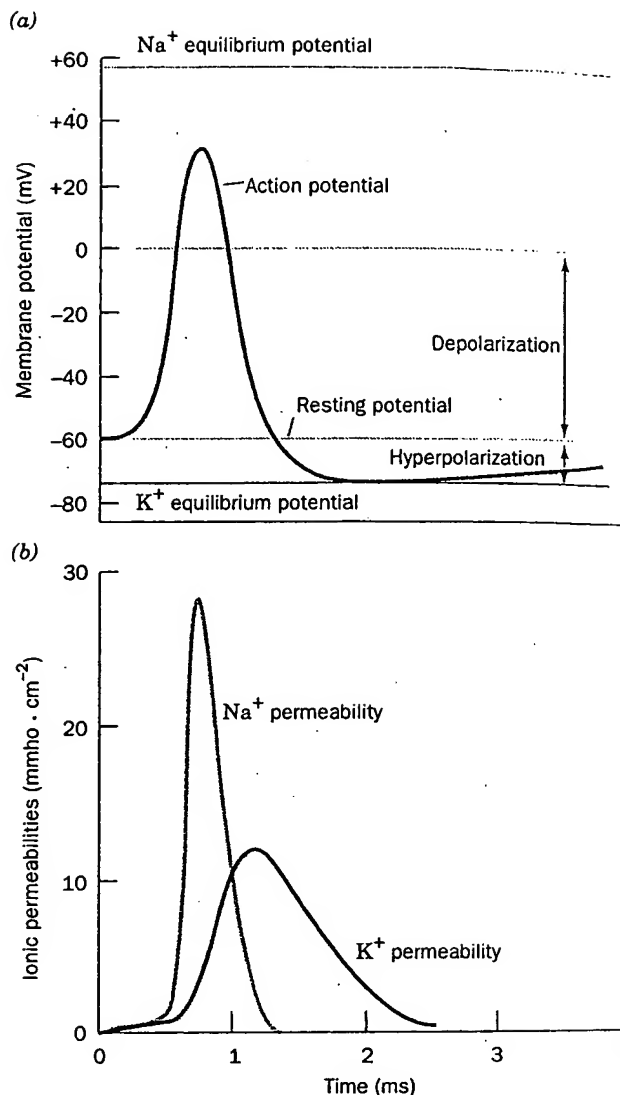 (a)
Na+ equilibrium potential
+60
+40
+20
0
−20
−40
−60
−80
Membrane potential (mV)
Action potential
Depolarization
Resting potential
Hyperpolarization
K+ equilibrium potential
(b)
30
20
10
0
Ionic permeabilities (mmho · cm−2)
Na+ permeability
K+ permeability
0
1
2
3
Time (ms)